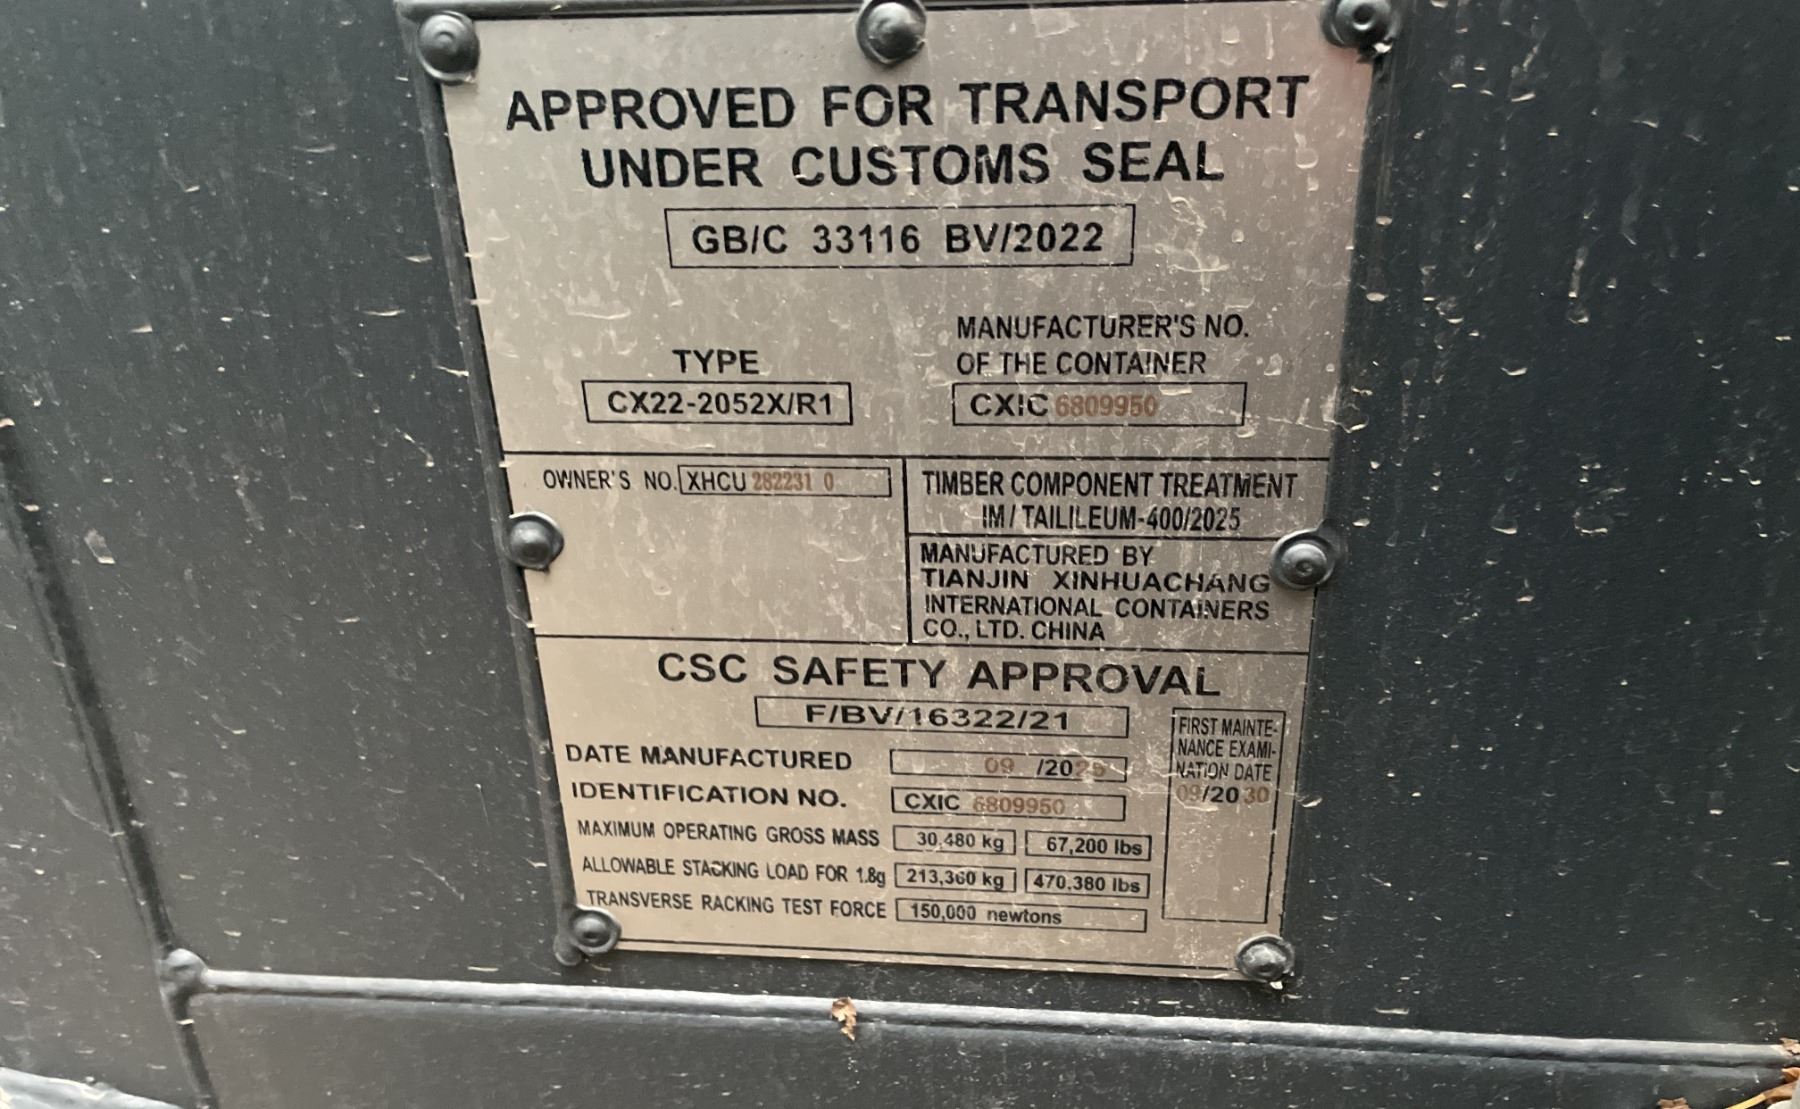 APPROVED FOR TRANSPORT
UNDER CUSTOMS SEAL
GB/C 33116 BV/2022
TYPE
CX22-2052X/R1
MANUFACTURER'S NO.
OF THE CONTAINER
CXIC 6809950
OWNER'S NO. XHCU 282231 0
TIMBER COMPONENT TREATMENT
IM / TAILILEUM-400/2025
MANUFACTURED BY
TIANJIN XINHUACHANG
INTERNATIONAL CONTAINERS
CO., LTD. CHINA
CSC SAFETY APPROVAL
F/BV/16322/21
DATE MANUFACTURED 09 /2025
IDENTIFICATION NO. CXIC 6809950
MAXIMUM OPERATING GROSS MASS 30,480 kg 67,200 lbs
ALLOWABLE STACKING LOAD FOR 1.8g 213,360 kg 470,380 lbs
TRANSVERSE RACKING TEST FORCE 150,000 newtons
FIRST MAINTE-
NANCE EXAMI-
NATION DATE
09/20 30